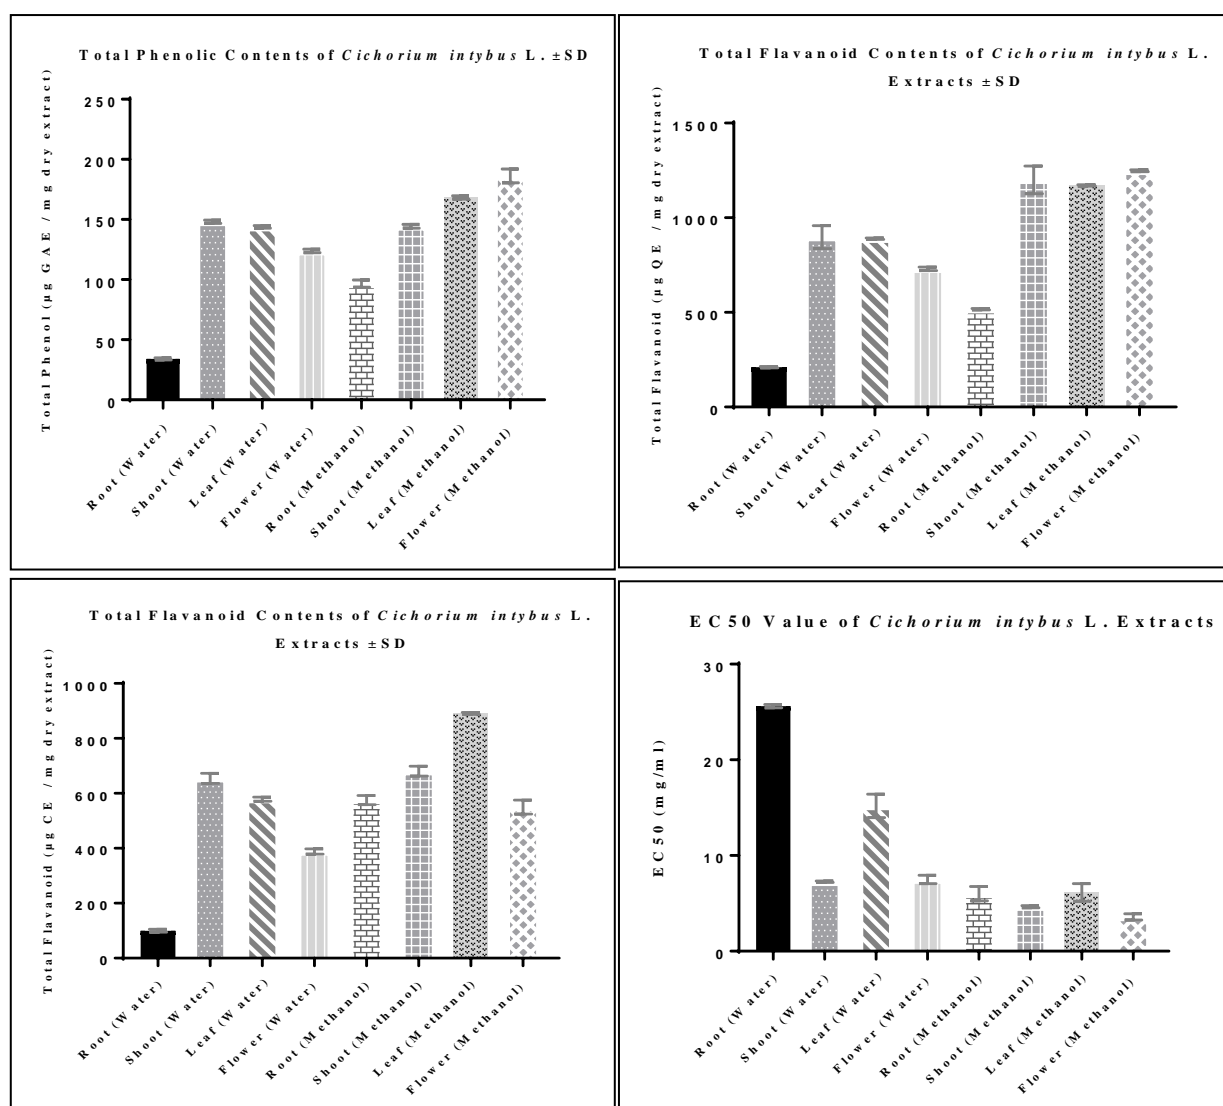 Total Phenolic Contents of Cichorium intybus L. ±SD
Total Phenol (µg GAE / mg dry extract)
250
200
150
100
50
0
Root (Water)
Shoot (Water)
Leaf (Water)
Flower (Water)
Root (Methanol)
Shoot (Methanol)
Leaf (Methanol)
Flower (Methanol)
Total Flavanoid Contents of Cichorium intybus L.
Extracts ±SD
Total Flavanoid (µg QE / mg dry extract)
1500
1000
500
0
Root (Water)
Shoot (Water)
Leaf (Water)
Flower (Water)
Root (Methanol)
Shoot (Methanol)
Leaf (Methanol)
Flower (Methanol)
Total Flavanoid Contents of Cichorium intybus L.
Extracts ±SD
Total Flavanoid (µg CE / mg dry extract)
1000
800
600
400
200
0
Root (Water)
Shoot (Water)
Leaf (Water)
Flower (Water)
Root (Methanol)
Shoot (Methanol)
Leaf (Methanol)
Flower (Methanol)
EC50 Value of Cichorium intybus L. Extracts
EC50 (mg/ml)
30
20
10
0
Root (Water)
Shoot (Water)
Leaf (Water)
Flower (Water)
Root (Methanol)
Shoot (Methanol)
Leaf (Methanol)
Flower (Methanol)